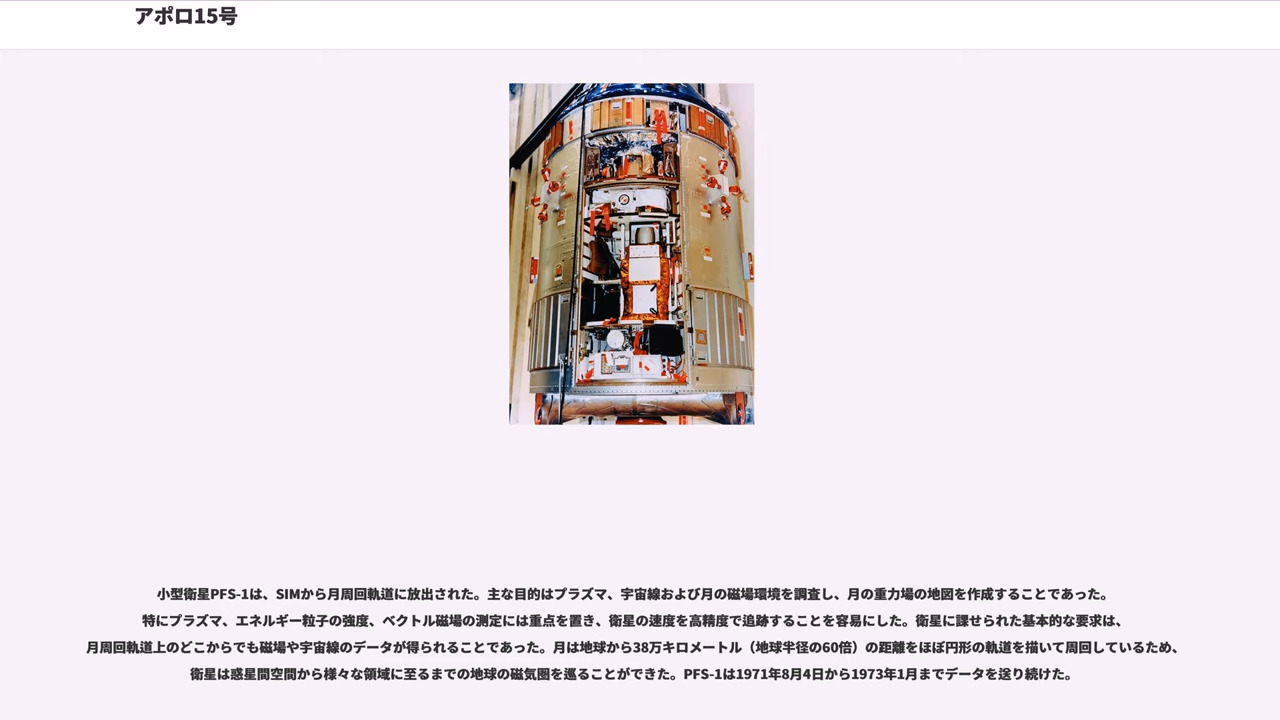 アポロ15号
小型衛星PFS-1は、SIMから月周回軌道に放出された。主な目的はプラズマ、宇宙線および月の磁場環境を調査し、月の重力場の地図を作成することであった。
特にプラズマ、エネルギー粒子の強度、ベクトル磁場の測定には重点を置き、衛星の速度を高精度で追跡することを容易にした。衛星に課せられた基本的な要求は、
月周回軌道上のどこからでも磁場や宇宙線のデータが得られることであった。月は地球から38万キロメートル（地球半径の60倍）の距離をほぼ円形の軌道を描いて周回しているため、
衛星は惑星間空間から様々な領域に至るまでの地球の磁気圏を巡ることができた。PFS-1は1971年8月4日から1973年1月までデータを送り続けた。